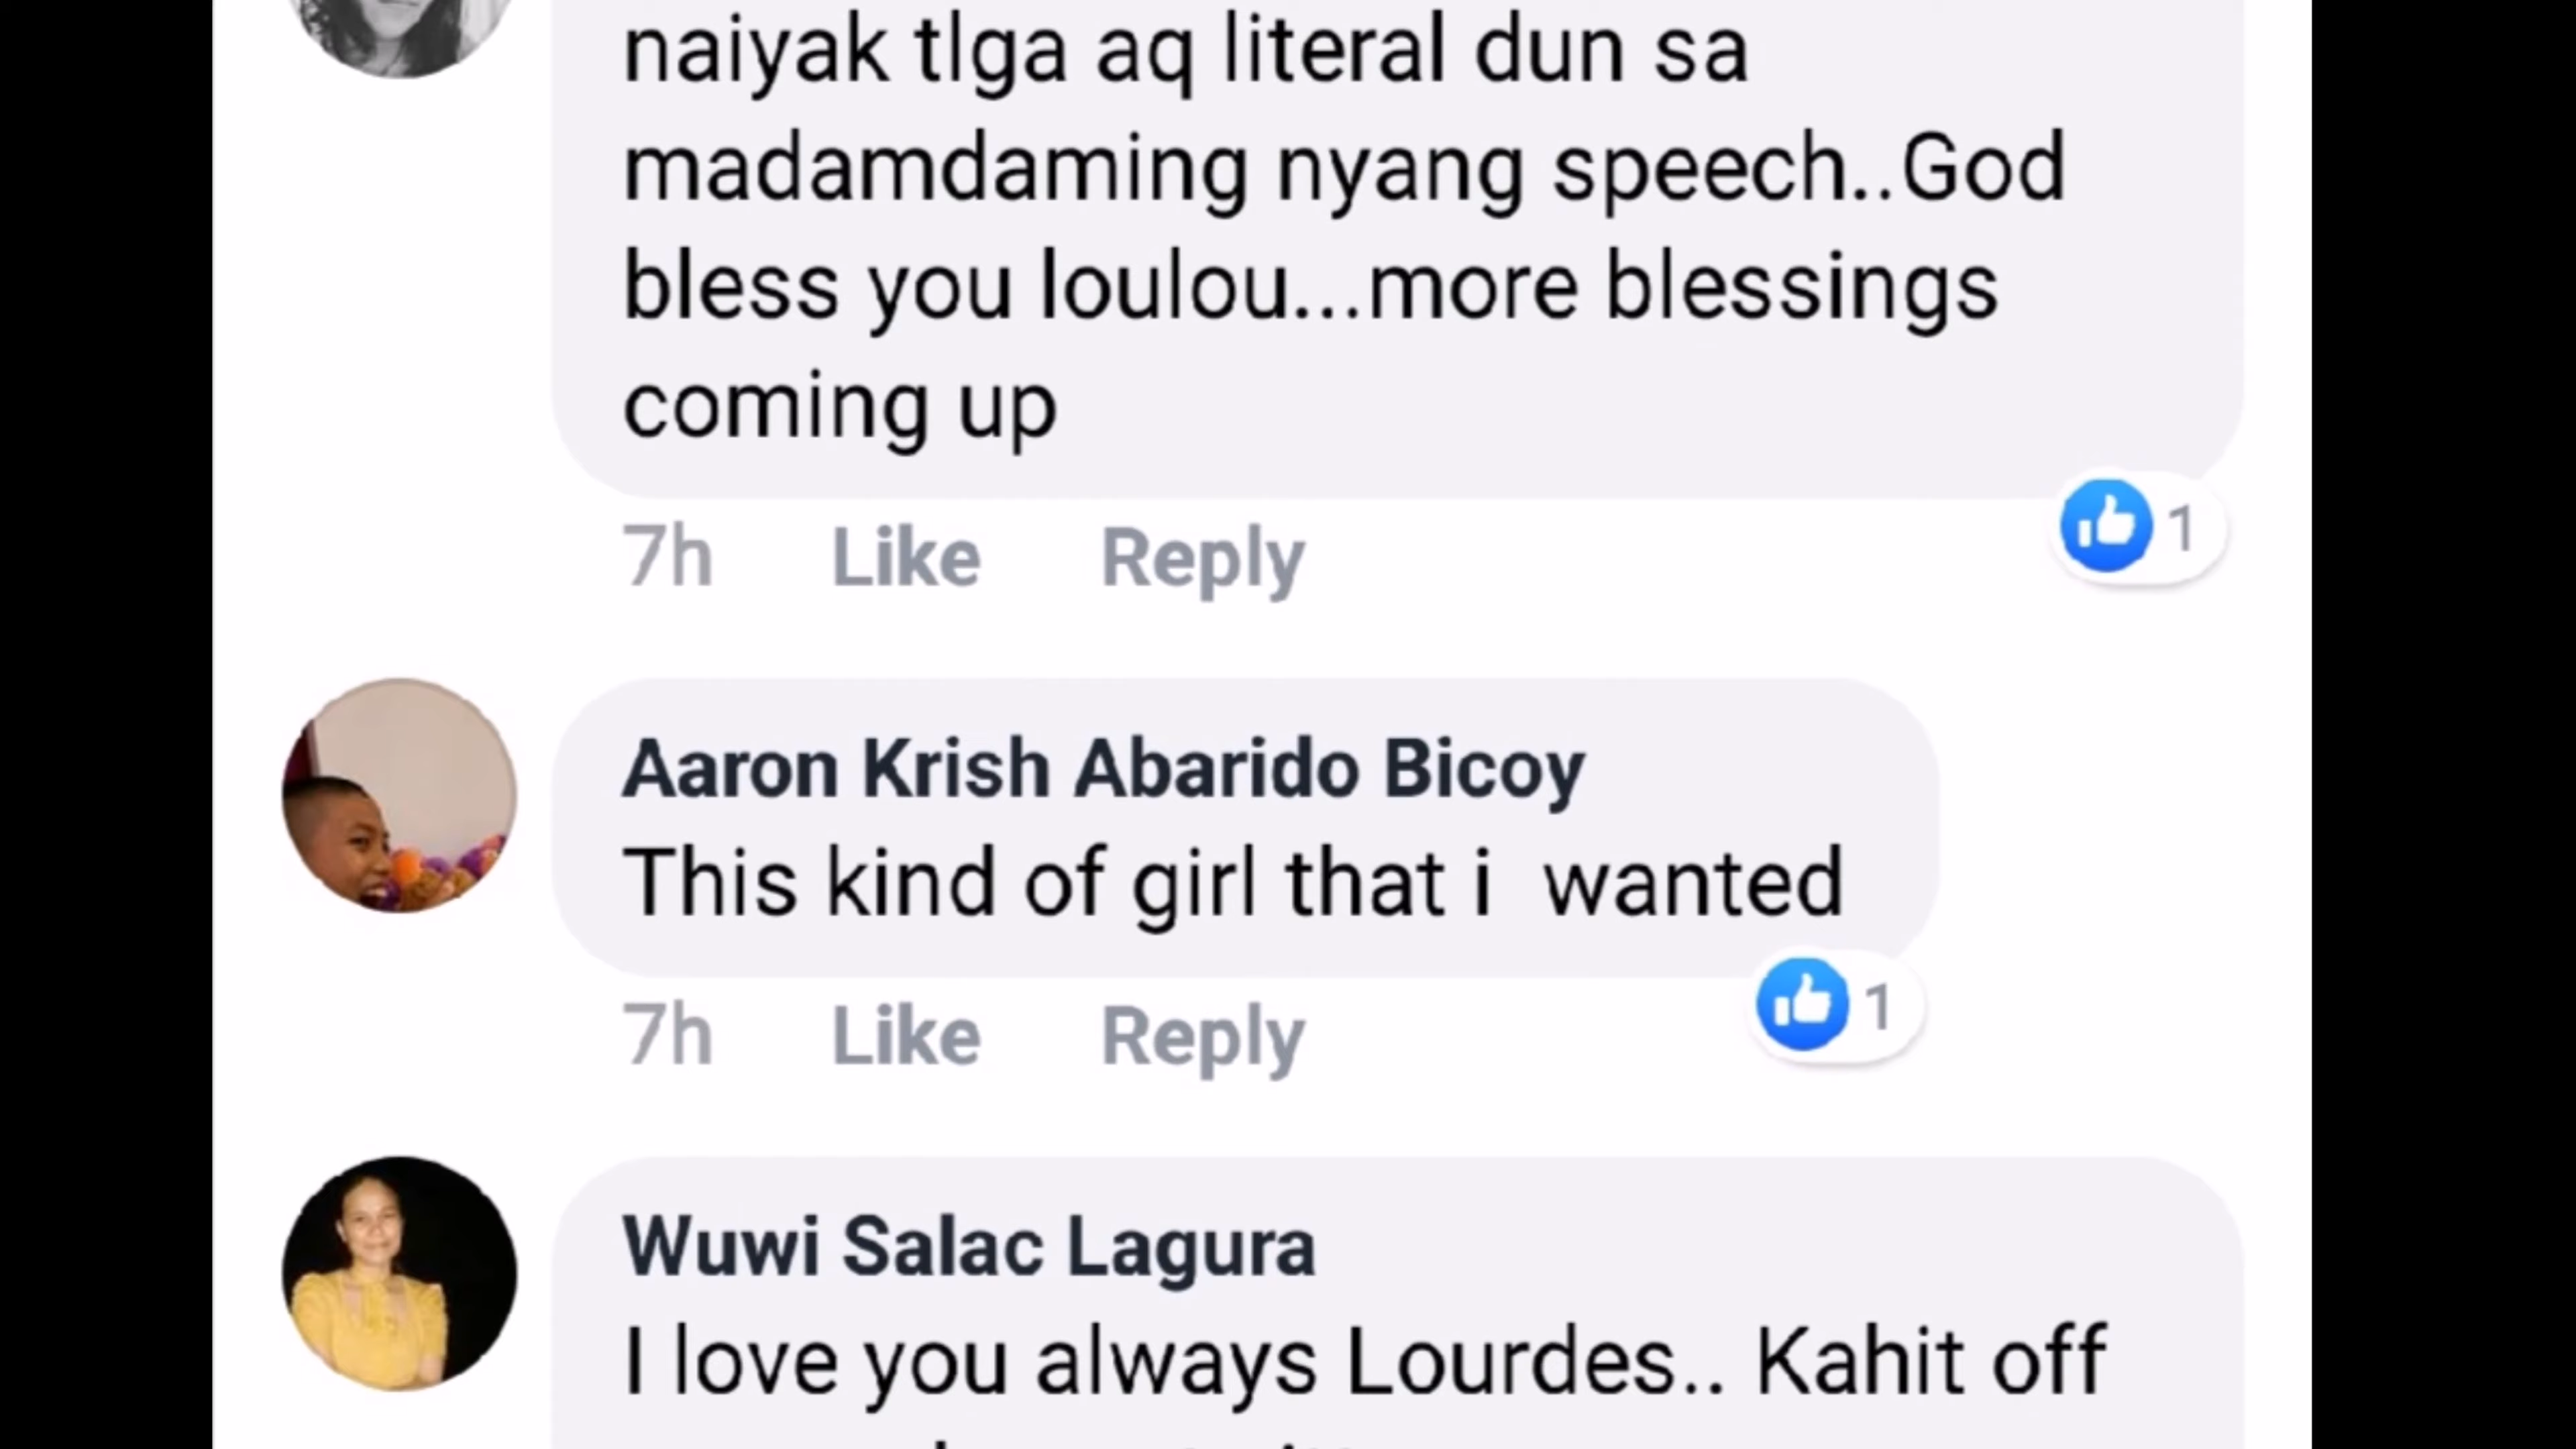 naiyak tlga aq literal dun sa
madamdaming nyang speech..God
bless you loulou...more blessings
coming up
7h Like Reply 1
Aaron Krish Abarido Bicoy
This kind of girl that i  wanted
7h Like Reply 1
Wuwi Salac Lagura
I love you always Lourdes.. Kahit off